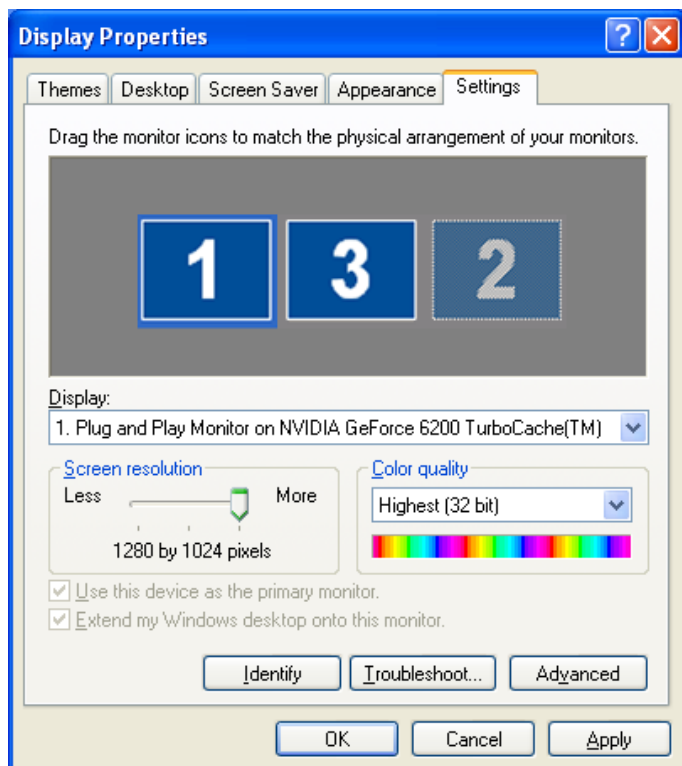 Display Properties
Themes Desktop Screen Saver Appearance Settings
Drag the monitor icons to match the physical arrangement of your monitors.
1 3 2
Display:
1. Plug and Play Monitor on NVIDIA GeForce 6200 TurboCache(TM)
Screen resolution
Less More
1280 by 1024 pixels
Color quality
Highest (32 bit)
Use this device as the primary monitor.
Extend my Windows desktop onto this monitor.
Identify Troubleshoot... Advanced
OK Cancel Apply